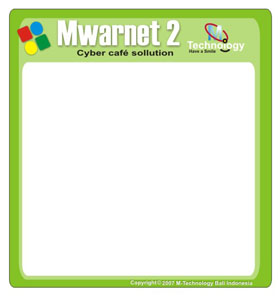 Mwarnet 2
Cyber café sollution
M
Technology
Have a Smile
Copyright© 2007. M-Technology Bali Indonesia